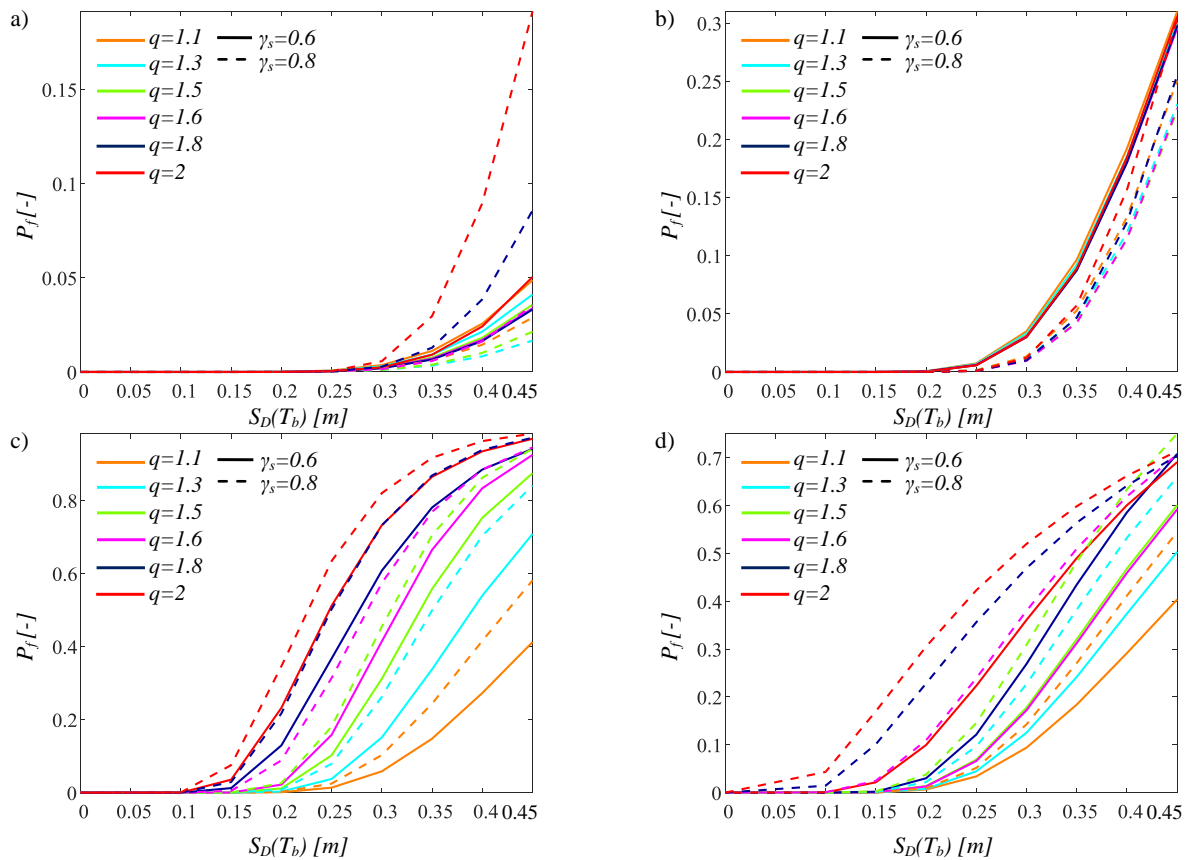 a)
q=1.1 γs=0.6
q=1.3 γs=0.8
q=1.5
q=1.6
q=1.8
q=2
0.15
0.1
0.05
0
Pf [-]
0 0.05 0.1 0.15 0.2 0.25 0.3 0.35 0.4 0.45
SD(Tb) [m]
b)
q=1.1 γs=0.6
q=1.3 γs=0.8
q=1.5
q=1.6
q=1.8
q=2
0.3
0.25
0.2
0.15
0.1
0.05
0
Pf [-]
0 0.05 0.1 0.15 0.2 0.25 0.3 0.35 0.4 0.45
SD(Tb) [m]
c)
q=1.1 γs=0.6
q=1.3 γs=0.8
q=1.5
q=1.6
q=1.8
q=2
0.8
0.6
0.4
0.2
0
Pf [-]
0 0.05 0.1 0.15 0.2 0.25 0.3 0.35 0.4 0.45
SD(Tb) [m]
d)
q=1.1 γs=0.6
q=1.3 γs=0.8
q=1.5
q=1.6
q=1.8
q=2
0.7
0.6
0.5
0.4
0.3
0.2
0.1
0
Pf [-]
0 0.05 0.1 0.15 0.2 0.25 0.3 0.35 0.4 0.45
SD(Tb) [m]